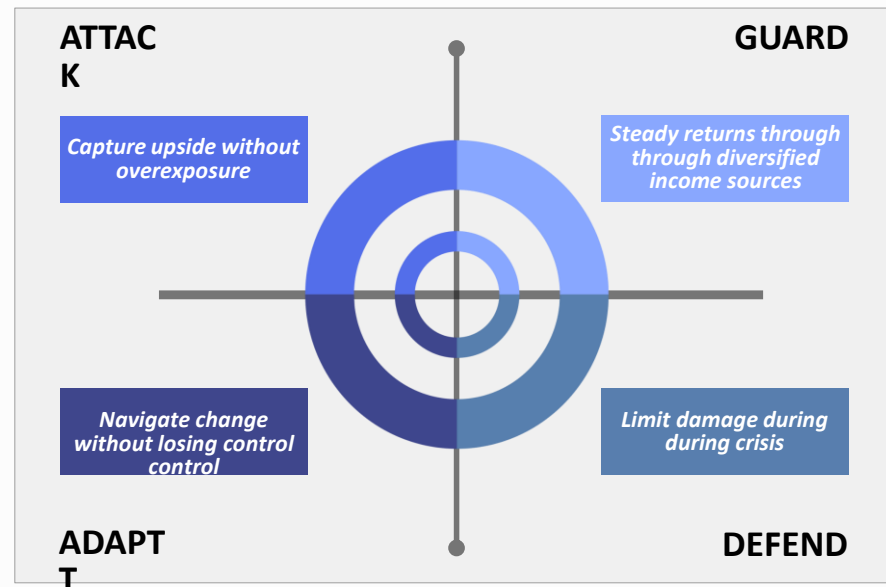 ATTAC
K
GUARD
Capture upside without
overexposure
Steady returns through
through diversified
income sources
Navigate change
without losing control
control
Limit damage during
during crisis
ADAPT
T
DEFEND